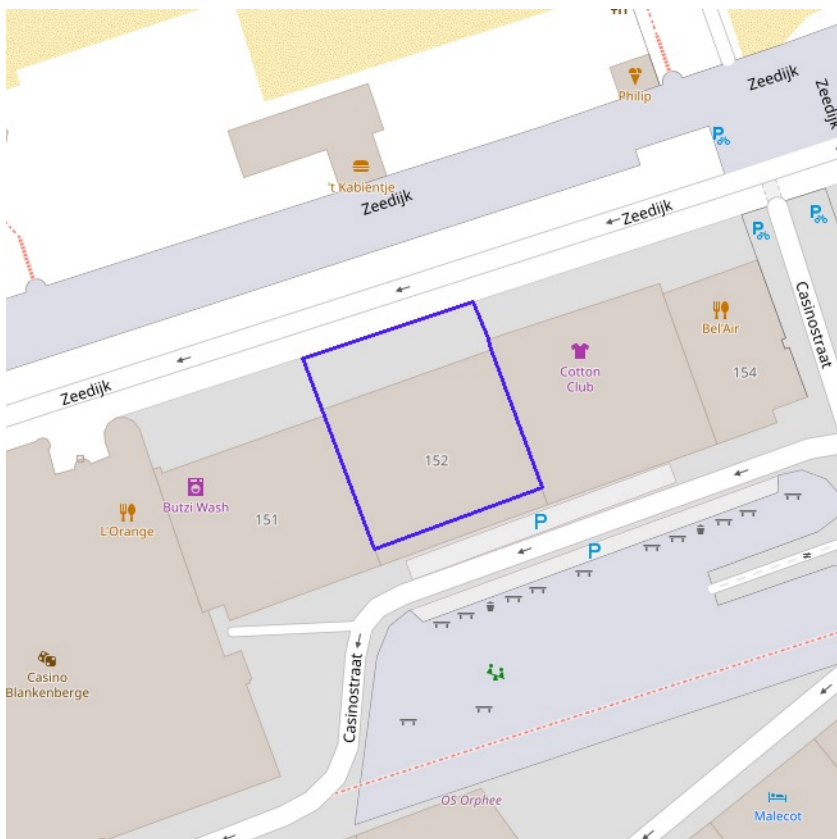 Zeedijk
Zeedijk
Philip
't Kabientje
Zeedijk
Zeedijk
P
P
P
Casinostraat
Bel'Air
154
Cotton
Club
Zeedijk
152
Butzi Wash
L'Orange
151
P
P
Casino
Blankenberge
Casinostraat
OS Orphee
Malecot